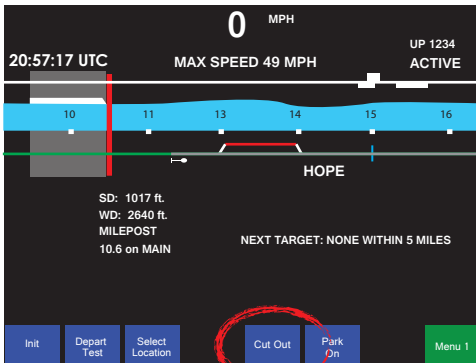 0 MPH
UP 1234
20:57:17 UTC MAX SPEED 49 MPH ACTIVE
10 11 13 14 15 16
HOPE
SD: 1017 ft.
WD: 2640 ft.
MILEPOST
10.6 on MAIN
NEXT TARGET: NONE WITHIN 5 MILES
Init
Depart
Test
Select
Location
Cut Out
Park
On
Menu 1